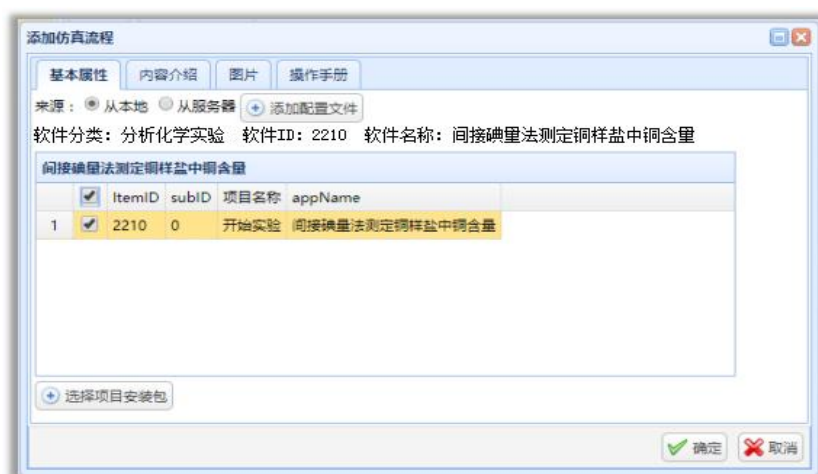 添加仿真流程
基本属性 内容介绍 图片 操作手册
来源： 从本地 从服务器 添加配置文件
软件分类：分析化学实验 软件ID：2210 软件名称：间接碘量法测定铜样盐中铜含量
间接碘量法测定铜样盐中铜含量
ItemID subID 项目名称 appName
1 2210 0 开始实验 间接碘量法测定铜样盐中铜含量
选择项目安装包
确定 取消